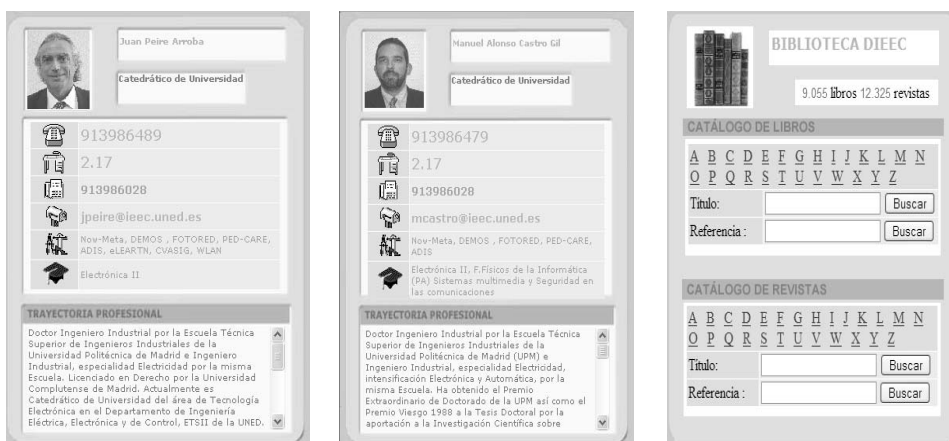 Juan Peire Arroba
Catedrático de Universidad
913986489
2.17
913986028
jpeire@ieec.uned.es
Nov-Meta, DEMOS , FOTORED, PED-CARE,
ADIS, eLEARTN, CVASIG, WLAN
Electrónica II
TRAYECTORIA PROFESIONAL
Doctor Ingeniero Industrial por la Escuela Técnica
Superior de Ingenieros Industriales de la
Universidad Politécnica de Madrid e Ingeniero
Industrial, especialidad Electricidad por la misma
Escuela. Licenciado en Derecho por la Universidad
Complutense de Madrid. Actualmente es
Catedrático de Universidad del área de Tecnología
Electrónica en el Departamento de Ingeniería
Eléctrica, Electrónica y de Control, ETSII de la UNED.
Manuel Alonso Castro Gil
Catedrático de Universidad
913986479
2.17
913986028
mcastro@ieec.uned.es
Nov-Meta, DEMOS , FOTORED, PED-CARE,
ADIS
Electrónica II, F.Físicos de la Informática
(PA) Sistemas multimedia y Seguridad en
las comunicaciones
TRAYECTORIA PROFESIONAL
Doctor Ingeniero Industrial por la Escuela Técnica
Superior de Ingenieros Industriales de la
Universidad Politécnica de Madrid (UPM) e
Ingeniero Industrial, especialidad Electricidad,
intensificación Electrónica y Automática, por la
misma Escuela. Ha obtenido el Premio
Extraordinario de Doctorado de la UPM así como el
Premio Viesgo 1988 a la Tesis Doctoral por la
aportación a la Investigación Científica sobre
BIBLIOTECA DIEEC
9.055 libros 12.325 revistas
CATÁLOGO DE LIBROS
A B C D E F G H I J K L M N
O P Q R S T U V W X Y Z
Título: Buscar
Referencia : Buscar
CATÁLOGO DE REVISTAS
A B C D E F G H I J K L M N
O P Q R S T U V W X Y Z
Título: Buscar
Referencia : Buscar